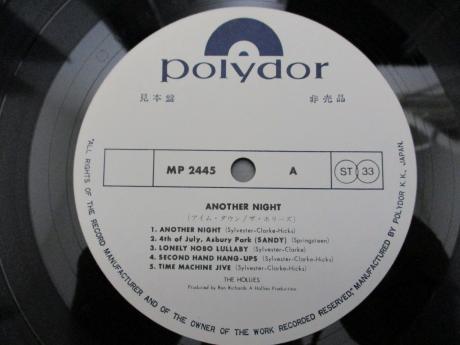 polydor
見本盤 非売品
MP 2445 A ST 33
ANOTHER NIGHT
(アイム・ダウン/ザ・ホリーズ)
1. ANOTHER NIGHT (Sylvester-Clarke-Hicks)
2. 4th of July, Asbury Park (SANDY) (Springsteen)
3. LONELY HOBO LULLABY (Sylvester-Clarke)
4. SECOND HAND HANG-UPS (Sylvester-Clarke-Hicks)
5. TIME MACHINE JIVE (Sylvester-Clarke-Hicks)
THE HOLLIES
Produced by Ron Richards A Hollies Production
"ALL RIGHTS OF THE RECORD MANUFACTURER AND OF THE OWNER OF THE WORK RECORDED RESERVED," MANUFACTURED BY POLYDOR K.K., JAPAN.